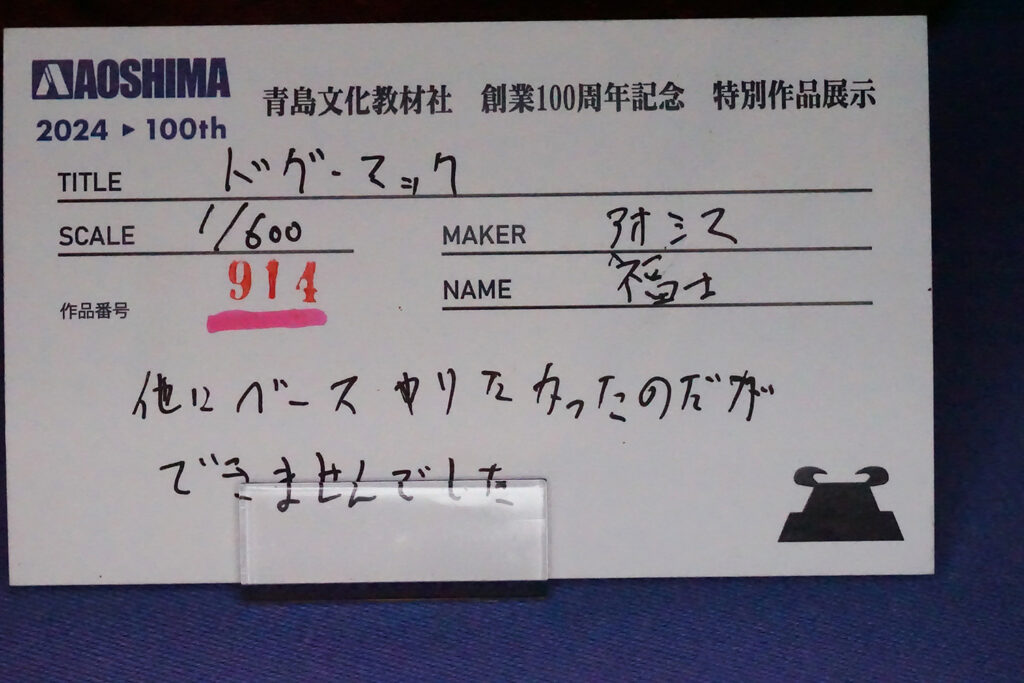 AOSHIMA
2024 ▶ 100th
青島文化教材社 創業100周年記念 特別作品展示
TITLE ドグ・マック
SCALE 1/600
MAKER アオシマ
作品番号 914
NAME 福士
他にベースやりたかったのだが
できませんでした